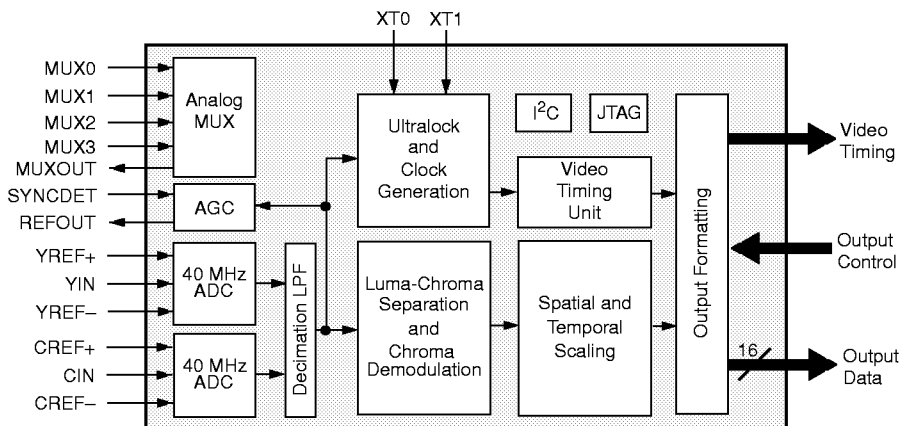 XT0 XT1
MUX0
MUX1
MUX2
MUX3
MUXOUT
SYNCDET
REFOUT
YREF+
YIN
YREF–
CREF+
CIN
CREF–
Analog
MUX
AGC
40 MHz
ADC
40 MHz
ADC
Decimation LPF
Ultralock
and
Clock
Generation
I²C
JTAG
Video
Timing
Unit
Luma-Chroma
Separation
and
Chroma
Demodulation
Spatial and
Temporal
Scaling
Output Formatting
Video
Timing
Output
Control
16
Output
Data